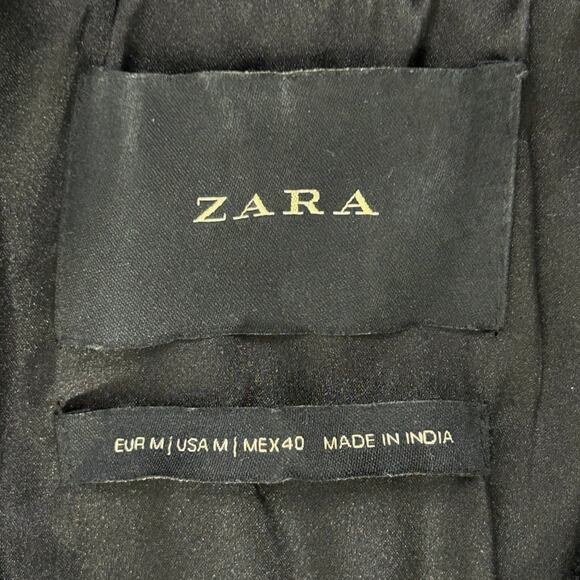 ZARA
EUR M | USA M | MEX40 MADE IN INDIA